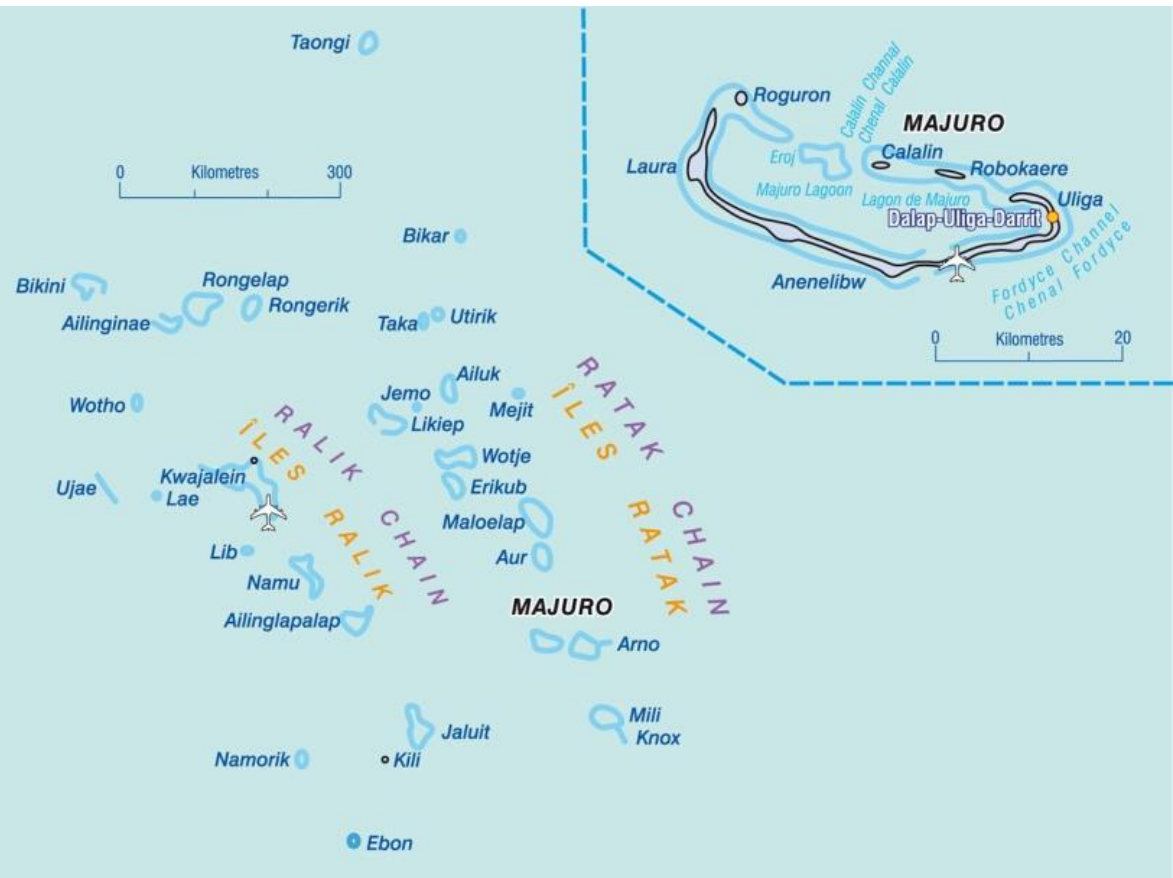 Taongi
0 Kilometres 300
Bikar
Bikini
Rongelap
Rongerik
Ailinginae
Taka
Utirik
Ailuk
Jemo
Mejit
Likiep
Wotho
RALIK CHAIN
ÎLES RALIK
RATAK CHAIN
ÎLES RATAK
Wotje
Kwajalein
Erikub
Ujae
Lae
Maloelap
Lib
Aur
Namu
Ailinglapalap
MAJURO
Arno
Mili
Knox
Jaluit
Namorik
Kili
Ebon
Roguron
Calalin Channal
Chenal Calalin
MAJURO
Laura
Eroj
Calalin
Robokaere
Majuro Lagoon
Lagon de Majuro
Uliga
Dalap-Uliga-Darrit
Anenelibw
Fordyce Channel
Chenal Fordyce
0 Kilometres 20